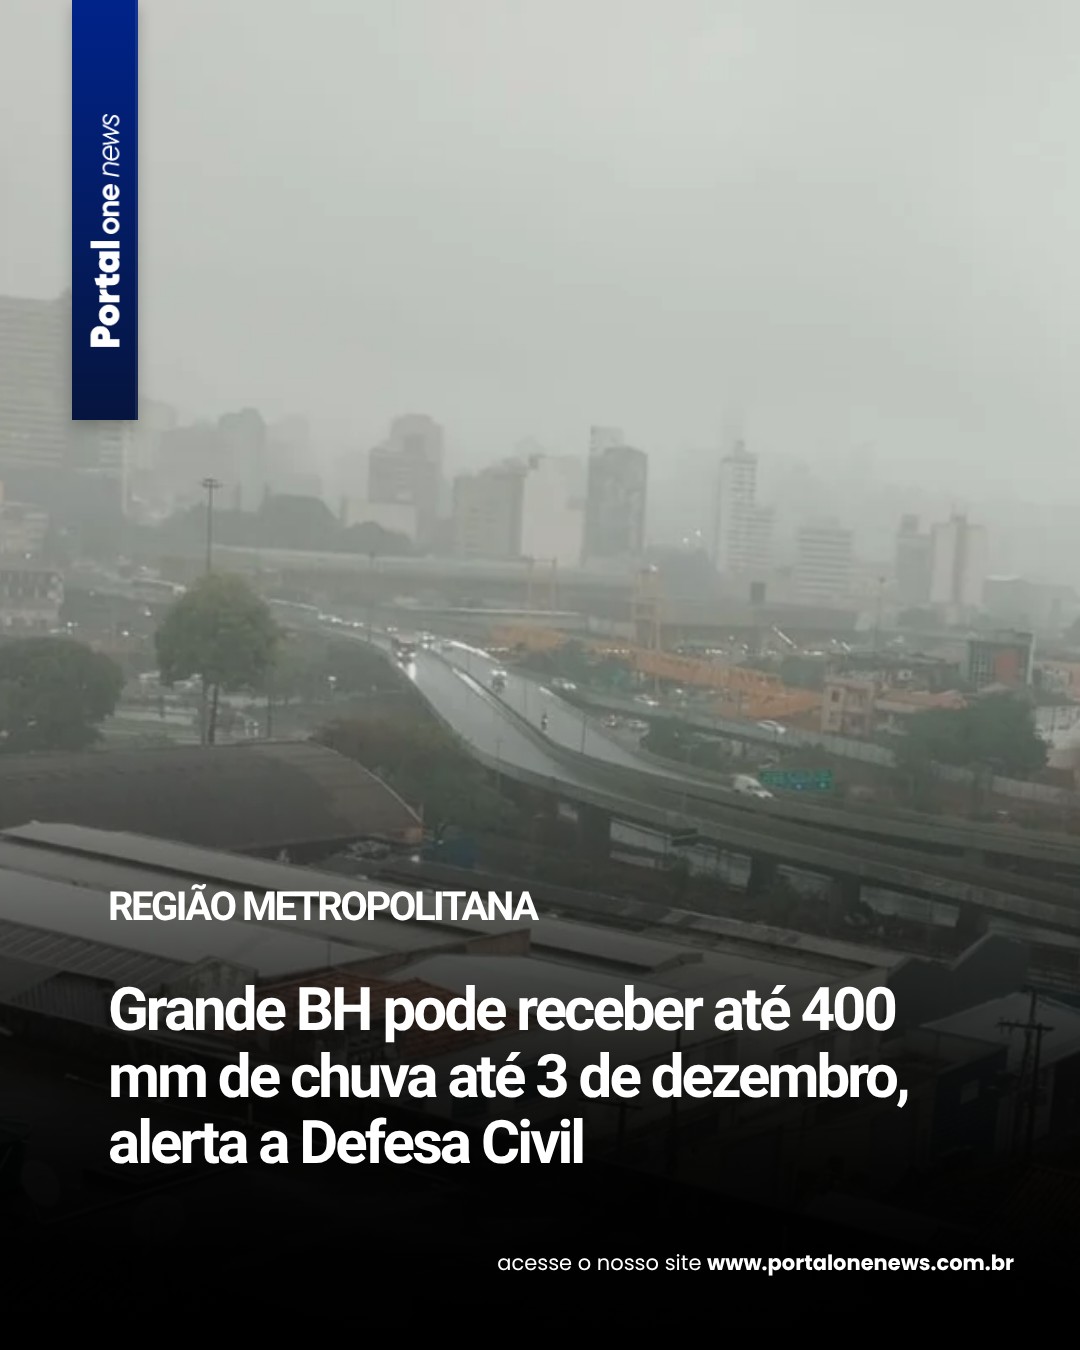 Portal one news
REGIÃO METROPOLITANA
Grande BH pode receber até 400
mm de chuva até 3 de dezembro,
alerta a Defesa Civil
acesse o nosso site www.portalonenews.com.br